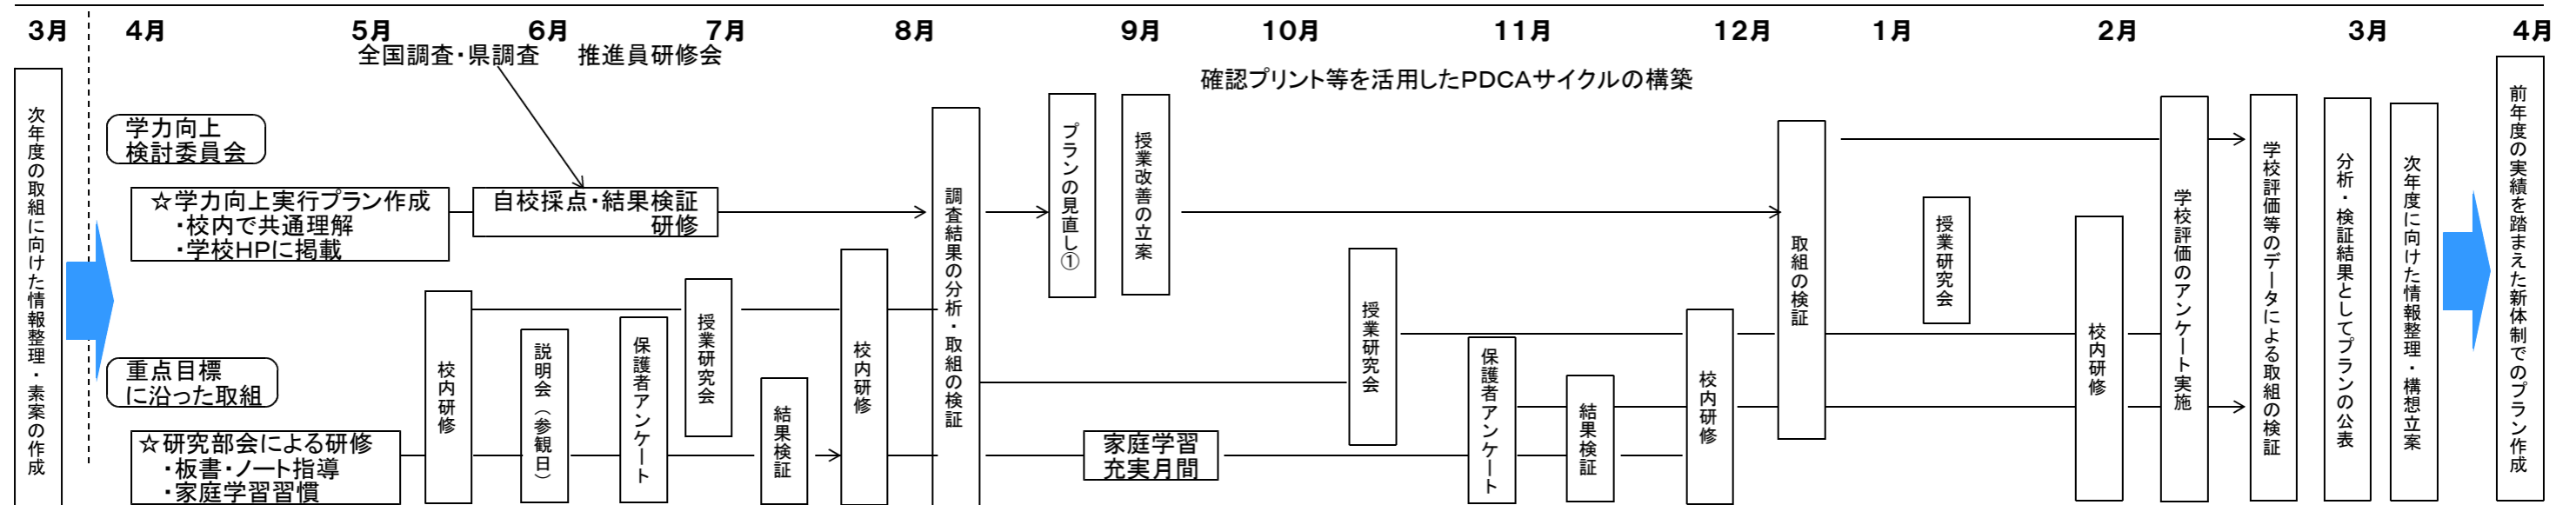 3月
4月
5月
6月
7月
8月
9月
10月
11月
12月
1月
2月
3月
4月
全国調査・県調査
推進員研修会
確認プリント等を活用したPDCAサイクルの構築
次年度の取組に向けた情報整理・素案の作成
学力向上
検討委員会
☆学力向上実行プラン作成
・校内で共通理解
・学校HPに掲載
自校採点・結果検証
研修
重点目標
に沿った取組
☆研究部会による研修
・板書・ノート指導
・家庭学習習慣
校内研修
説明会(参観日)
保護者アンケート
授業研究会
結果検証
校内研修
調査結果の分析・取組の検証
プランの見直し①
授業改善の立案
家庭学習
充実月間
授業研究会
保護者アンケート
結果検証
校内研修
取組の検証
授業研究会
校内研修
学校評価のアンケート実施
学校評価等のデータによる取組の検証
分析・検証結果としてプランの公表
次年度に向けた情報整理・構想立案
前年度の実績を踏まえた新体制でのプラン作成